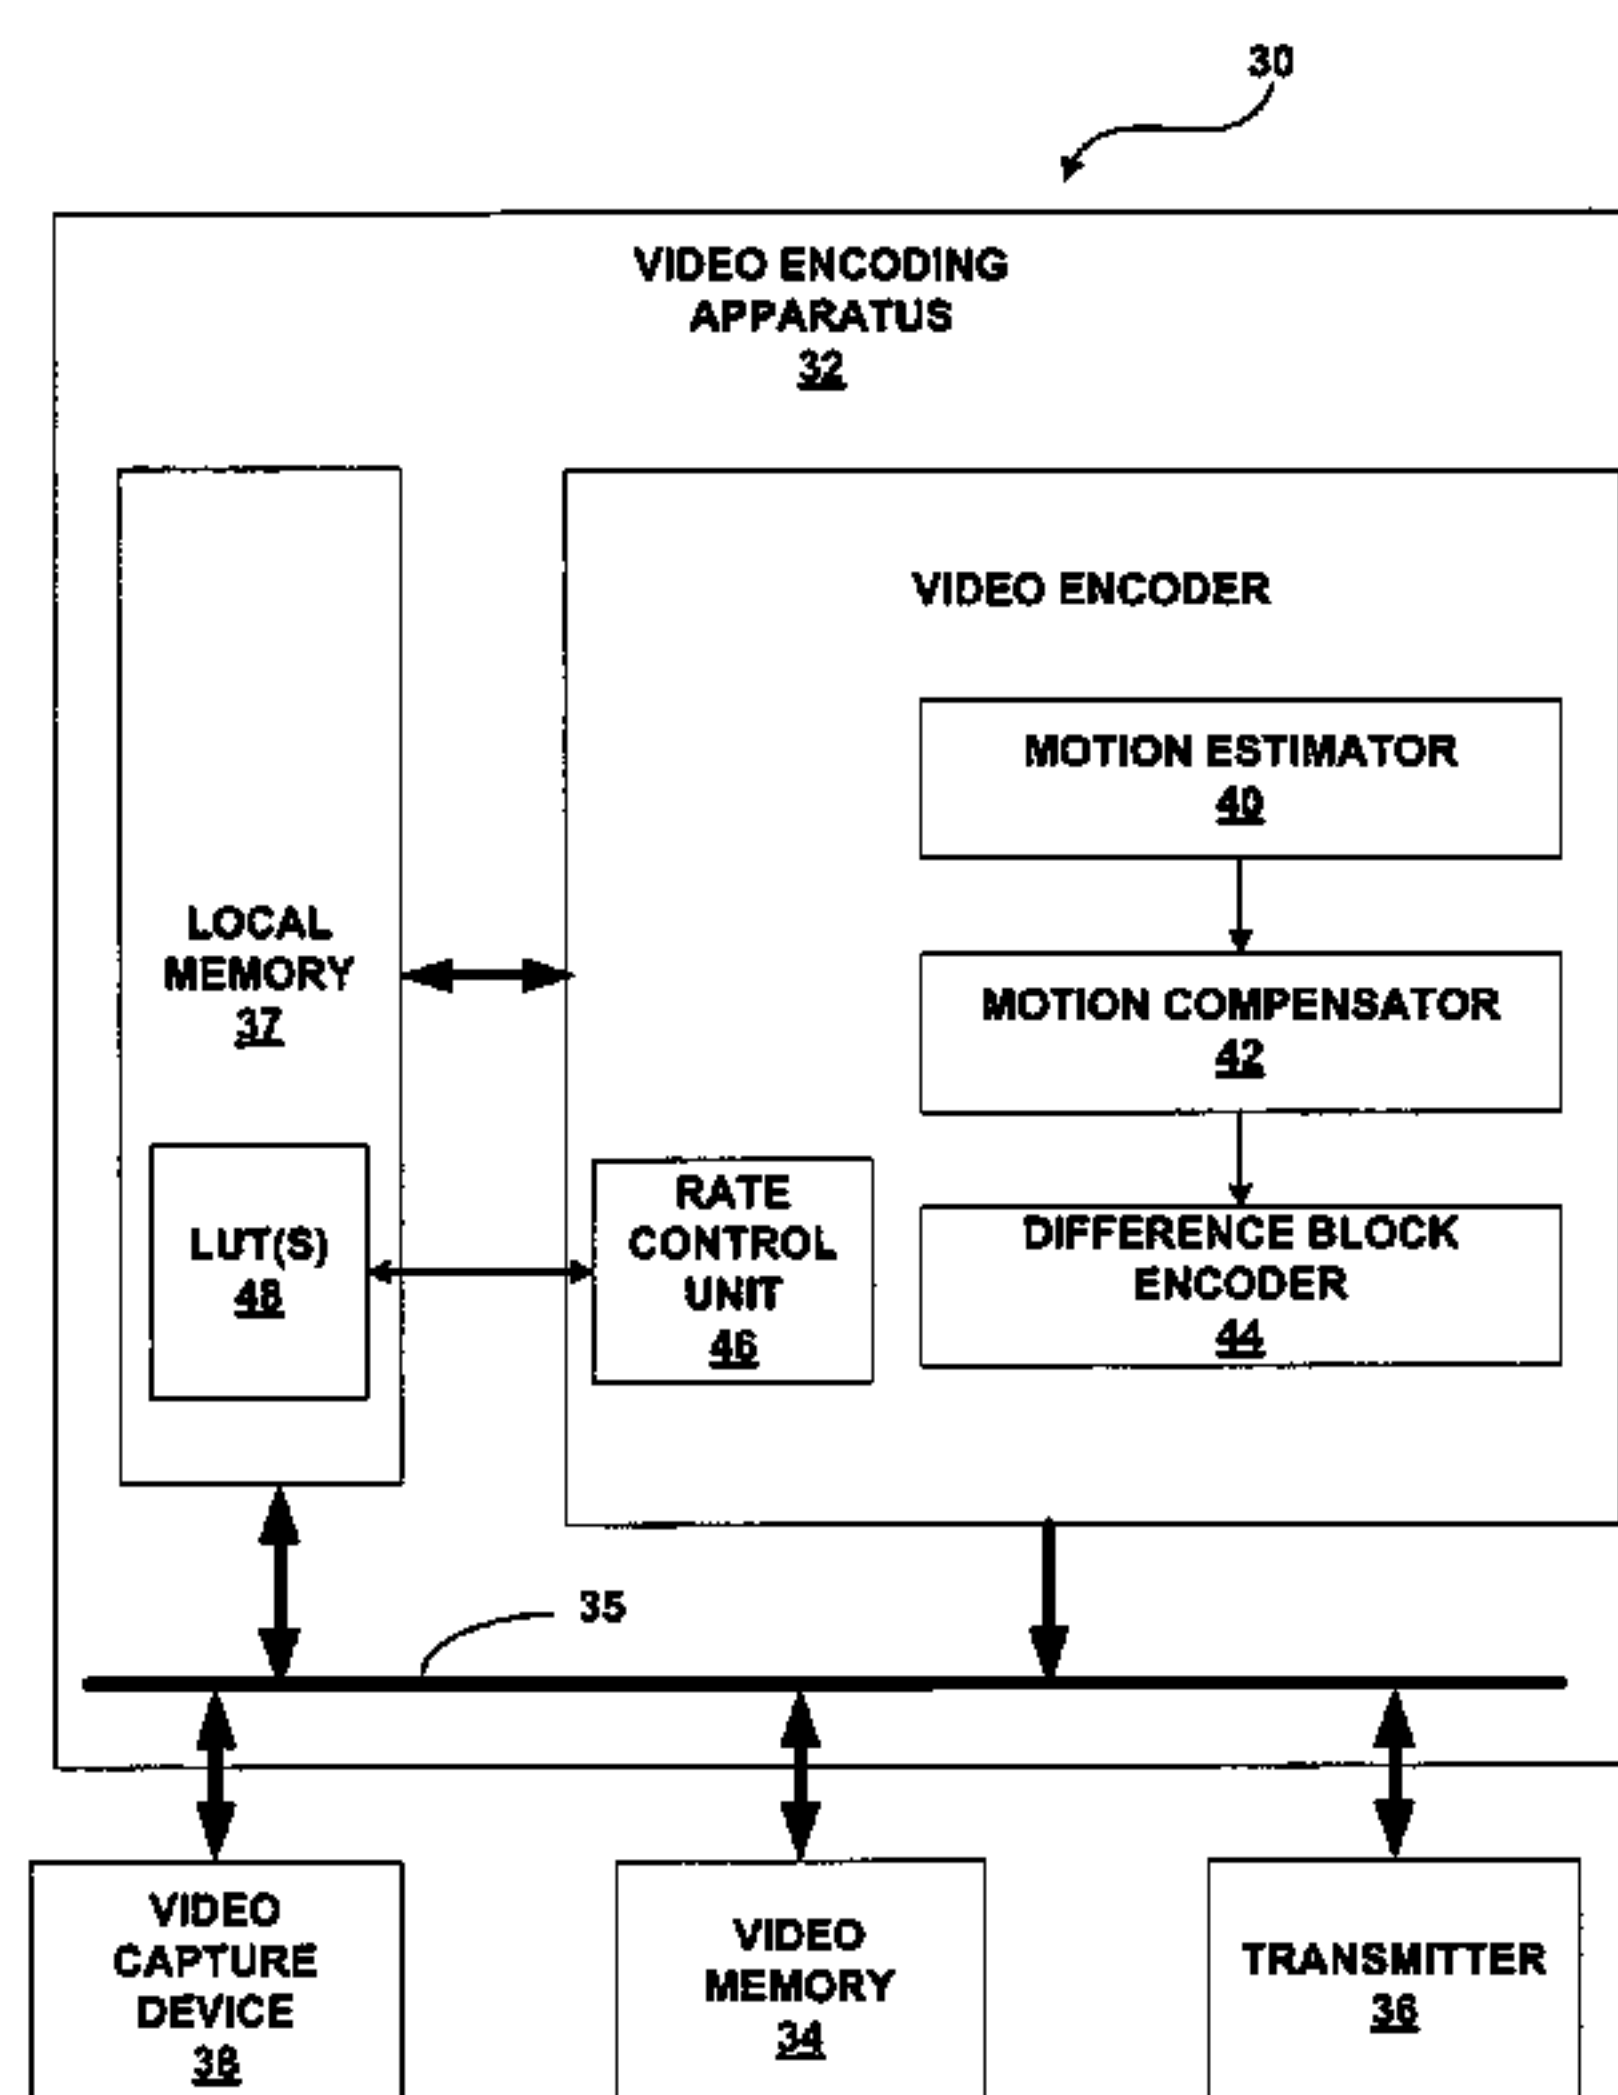 30
VIDEO ENCODING
APPARATUS
32
VIDEO ENCODER
MOTION ESTIMATOR
40
LOCAL
MEMORY
37
MOTION COMPENSATOR
42
LUT(S)
48
RATE
CONTROL
UNIT
46
DIFFERENCE BLOCK
ENCODER
44
35
VIDEO
CAPTURE
DEVICE
38
VIDEO
MEMORY
34
TRANSMITTER
36